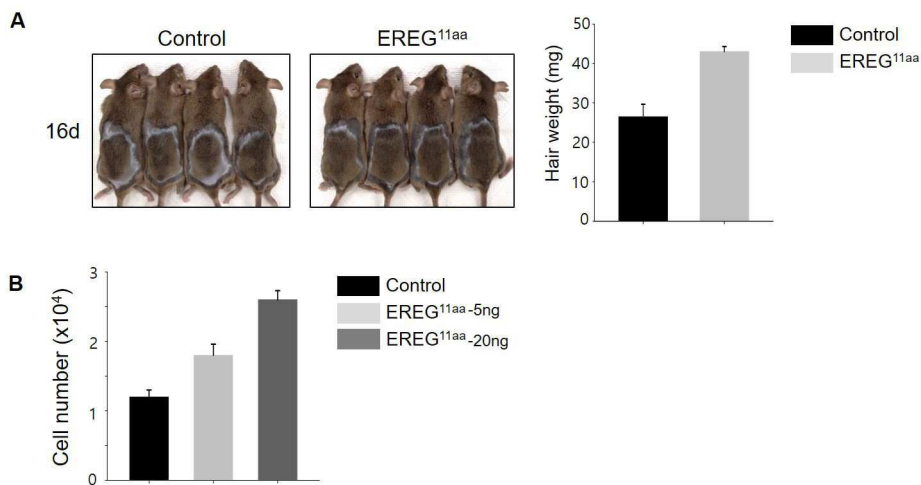 A
Control
EREG¹¹ᵃᵃ
16d
Hair weight (mg)
50
40
30
20
10
0
Control
EREG¹¹ᵃᵃ
B
Cell number (x10⁴)
3
2
1
0
Control
EREG¹¹ᵃᵃ-5ng
EREG¹¹ᵃᵃ-20ng